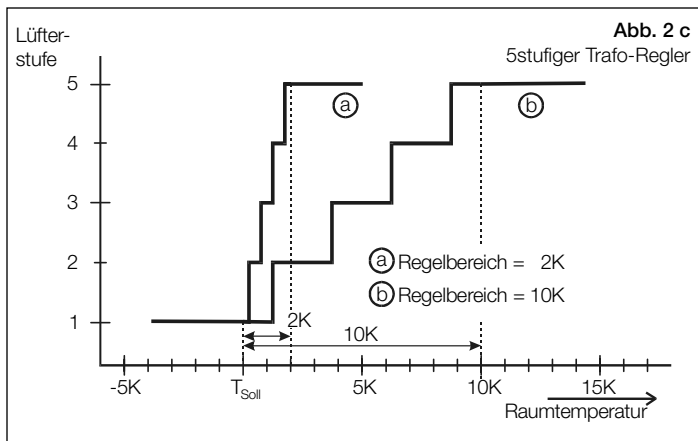 Lüfter-
stufe
Abb. 2 c
5stufiger Trafo-Regler
5
4
3
2
1
a
b
a Regelbereich = 2K
b Regelbereich = 10K
2K
10K
-5K
T Soll
5K
10K
15K
Raumtemperatur